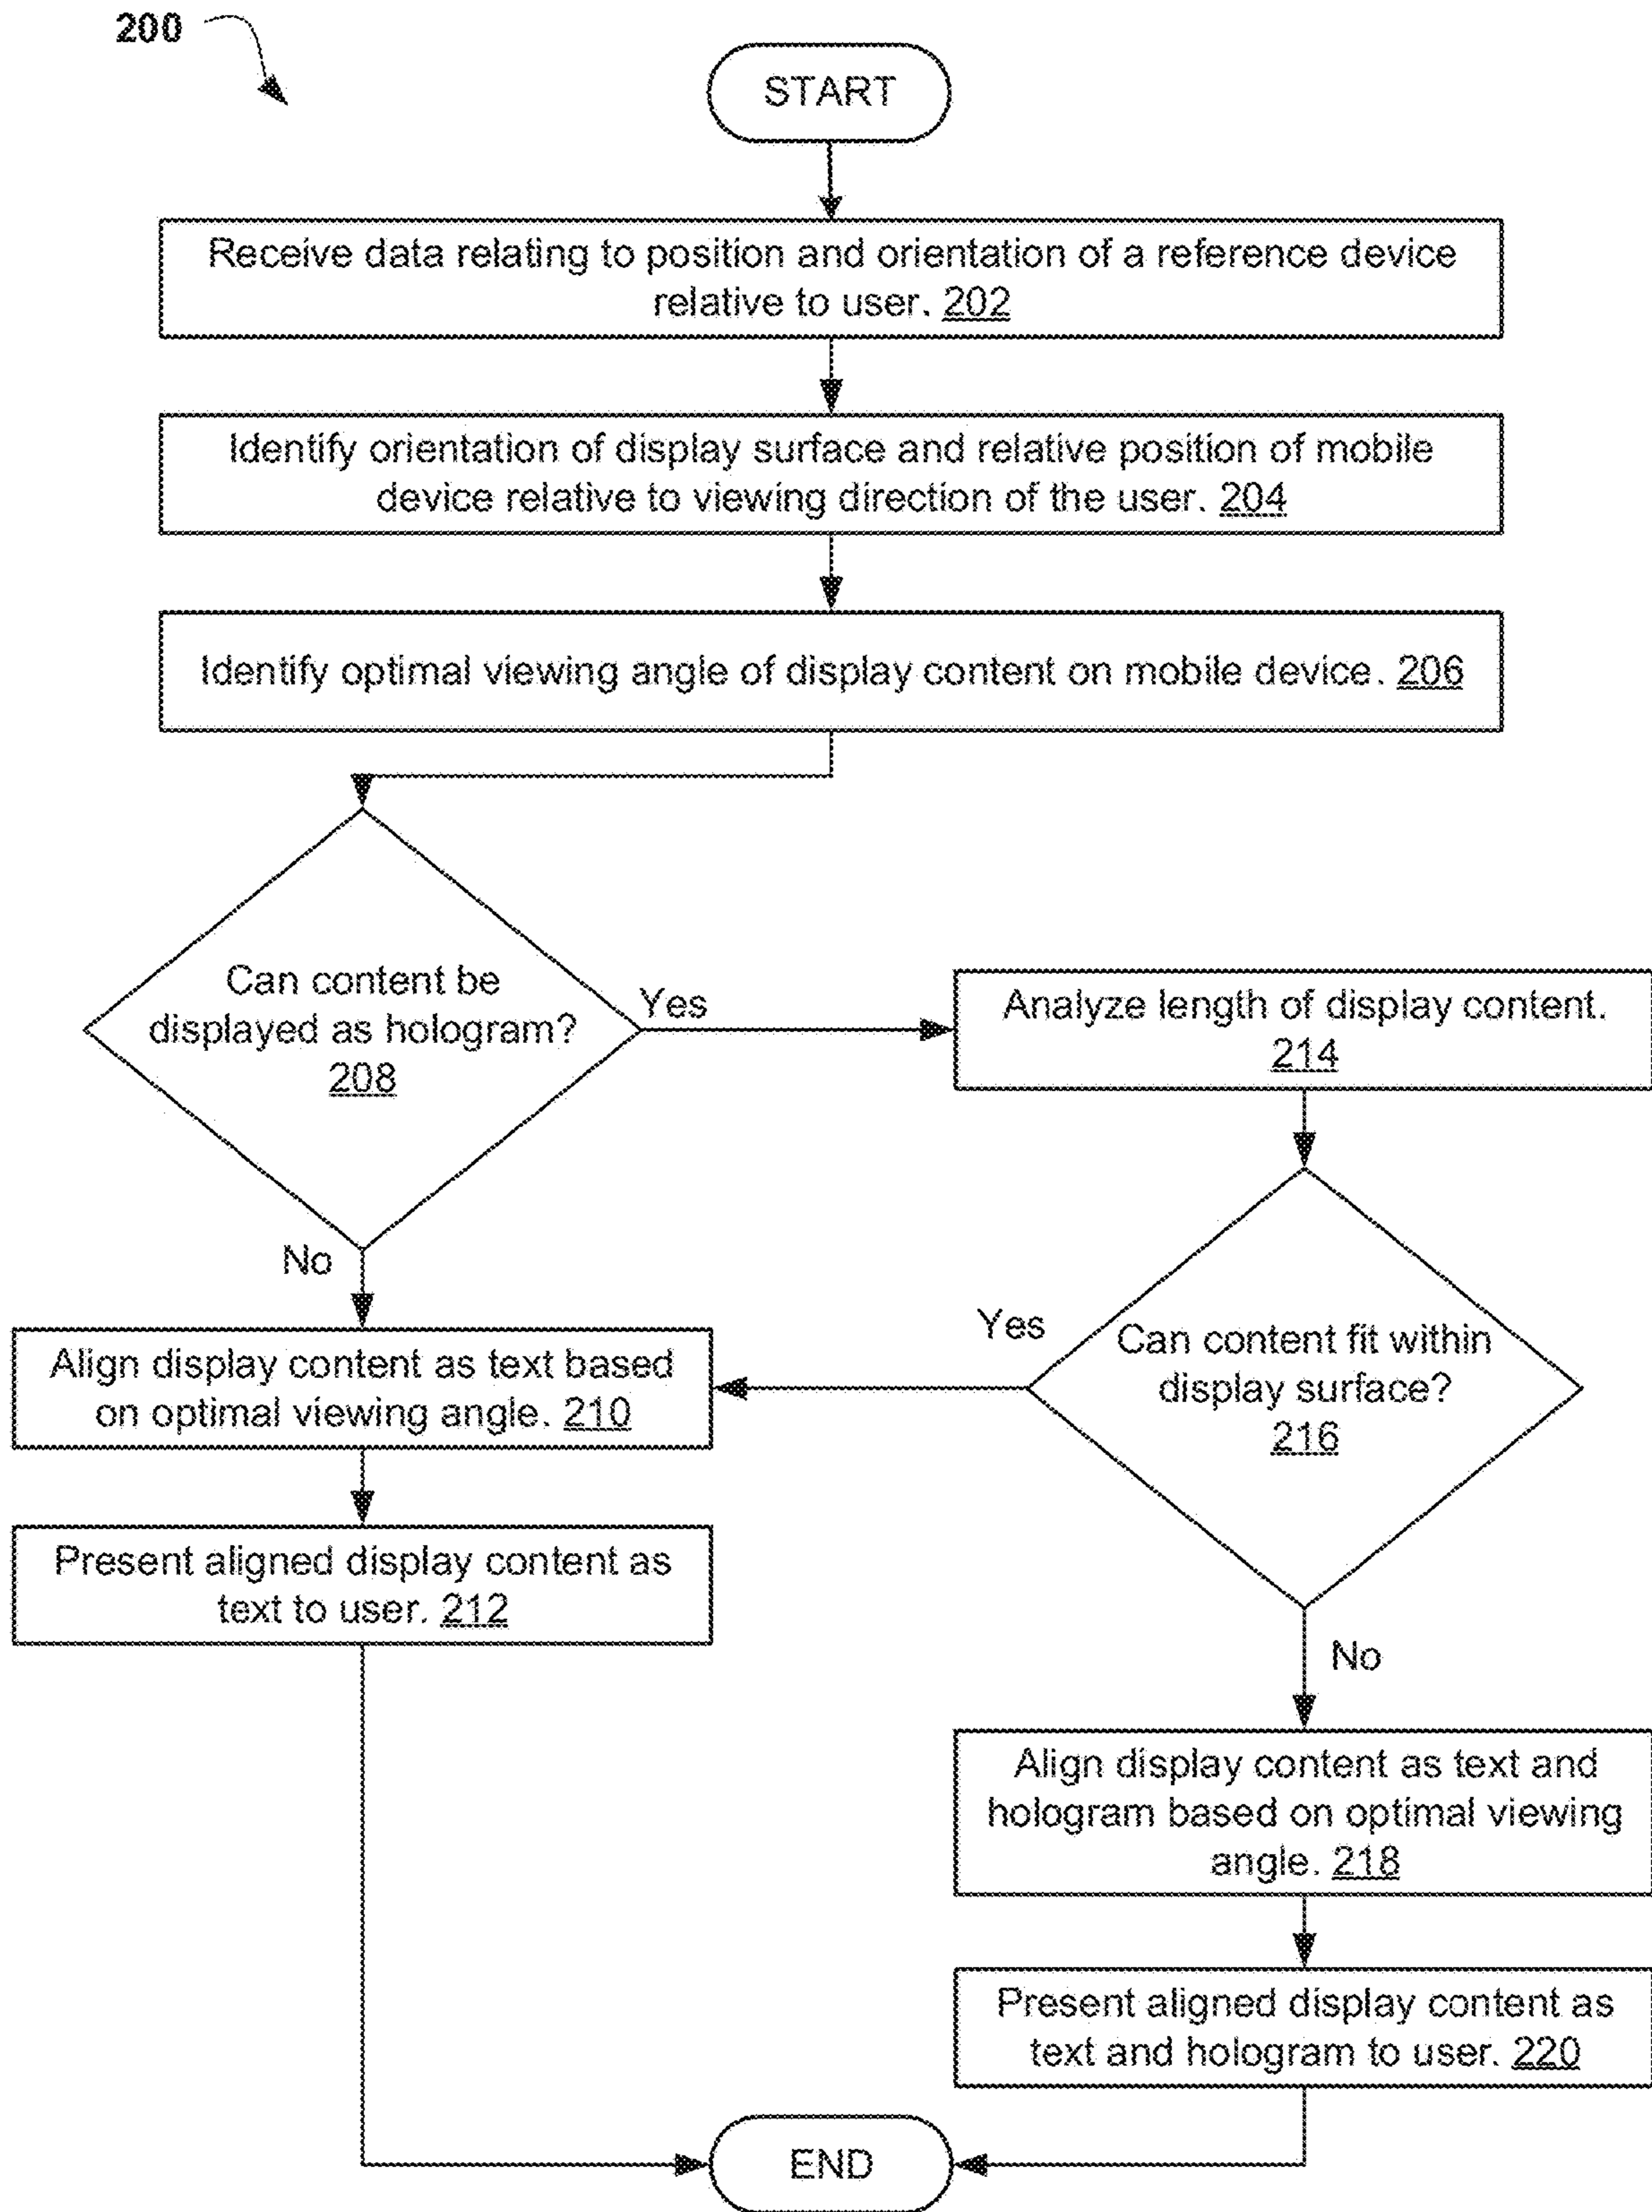 200
START
Receive data relating to position and orientation of a reference device
relative to user. 202
Identify orientation of display surface and relative position of mobile
device relative to viewing direction of the user. 204
Identify optimal viewing angle of display content on mobile device. 206
Can content be
displayed as hologram?
208
Yes
Analyze length of display content.
214
No
Yes
Can content fit within
display surface?
216
Align display content as text based
on optimal viewing angle. 210
Present aligned display content as
text to user. 212
No
Align display content as text and
hologram based on optimal viewing
angle. 218
Present aligned display content as
text and hologram to user. 220
END